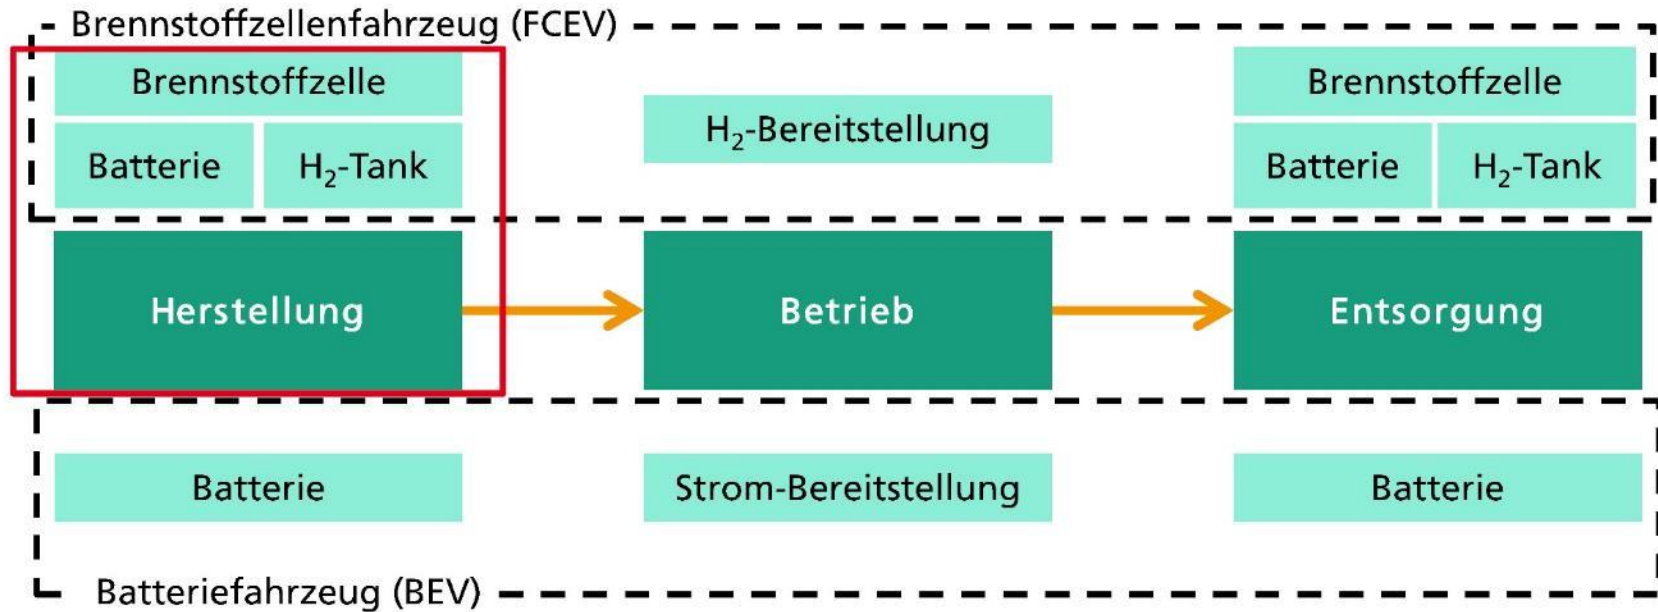 Brennstoffzellenfahrzeug (FCEV)
Brennstoffzelle
Batterie
H₂-Tank
H₂-Bereitstellung
Brennstoffzelle
Batterie
H₂-Tank
Herstellung
Betrieb
Entsorgung
Batterie
Strom-Bereitstellung
Batterie
Batteriefahrzeug (BEV)